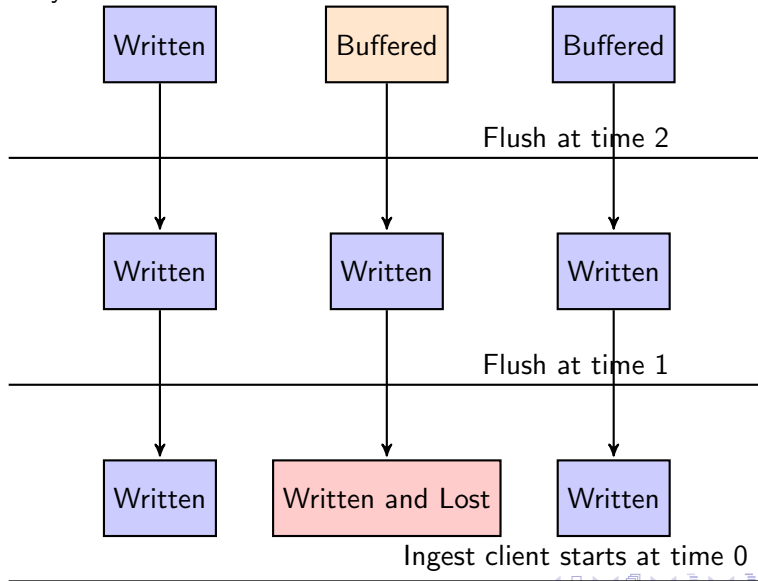 Written Buffered Buffered
Flush at time 2
Written Written Written
Flush at time 1
Written Written and Lost Written
Ingest client starts at time 0